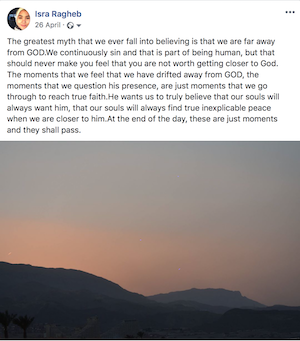 Isra Ragheb
26 April ·
The greatest myth that we ever fall into believing is that we are far away
from GOD.We continuously sin and that is part of being human, but that
should never make you feel that you are not worth getting closer to God.
The moments that we feel that we have drifted away from GOD, the
moments that we question his presence, are just moments that we go
through to reach true faith.He wants us to truly believe that our souls will
always want him, that our souls will always find true inexplicable peace
when we are closer to him.At the end of the day, these are just moments
and they shall pass.